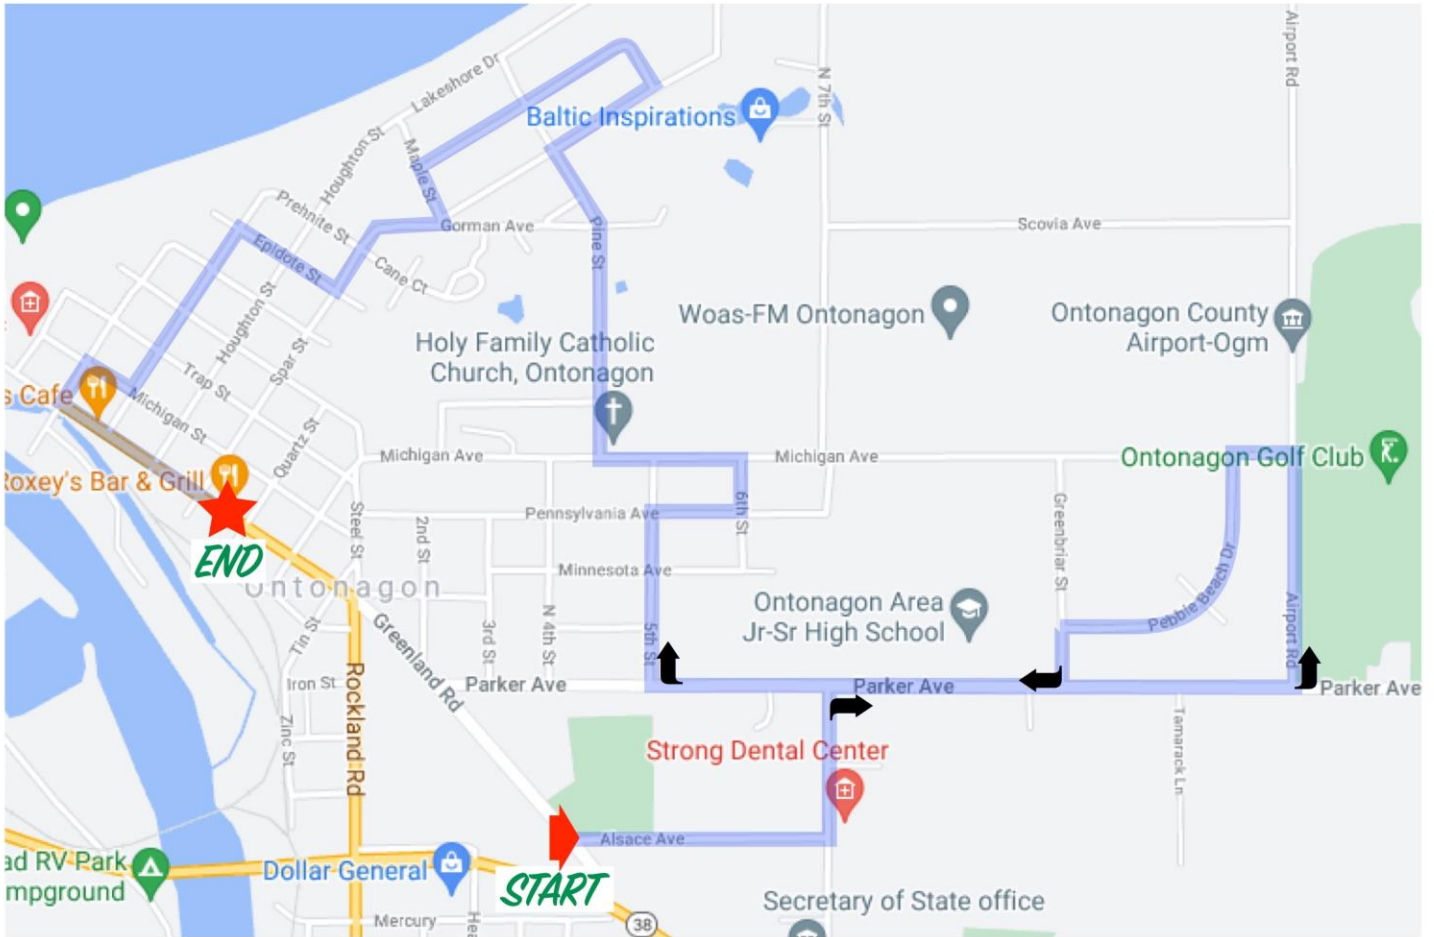 Airport Rd
Lakeshore Dr
N 7th St
Baltic Inspirations
Houghton St
Maple St
Prehnite St
Gorman Ave
Scovia Ave
Pine St
Epidote St
Cane Ct
Houghton St
Woas-FM Ontonagon
Ontonagon County
Airport-Ogm
Holy Family Catholic
Church, Ontonagon
Spar St
Trap St
s Cafe
Michigan St
Quartz St
Michigan Ave
Michigan Ave
Ontonagon Golf Club
Roxey's Bar & Grill
Steel St
2nd St
Pennsylvania Ave
6th St
Greenbriar St
END
Ontonagon
Minnesota Ave
Ontonagon Area
Jr-Sr High School
Pebble Beach Dr
Airport Rd
Tin St
Greenland Rd
3rd St
N 4th St
5th St
Iron St
Rockland Rd
Parker Ave
Parker Ave
Parker Ave
Zinc St
Strong Dental Center
Tamarack Ln
Alsace Ave
ad RV Park
mpground
Dollar General
START
Secretary of State office
Mercury
Hea
38